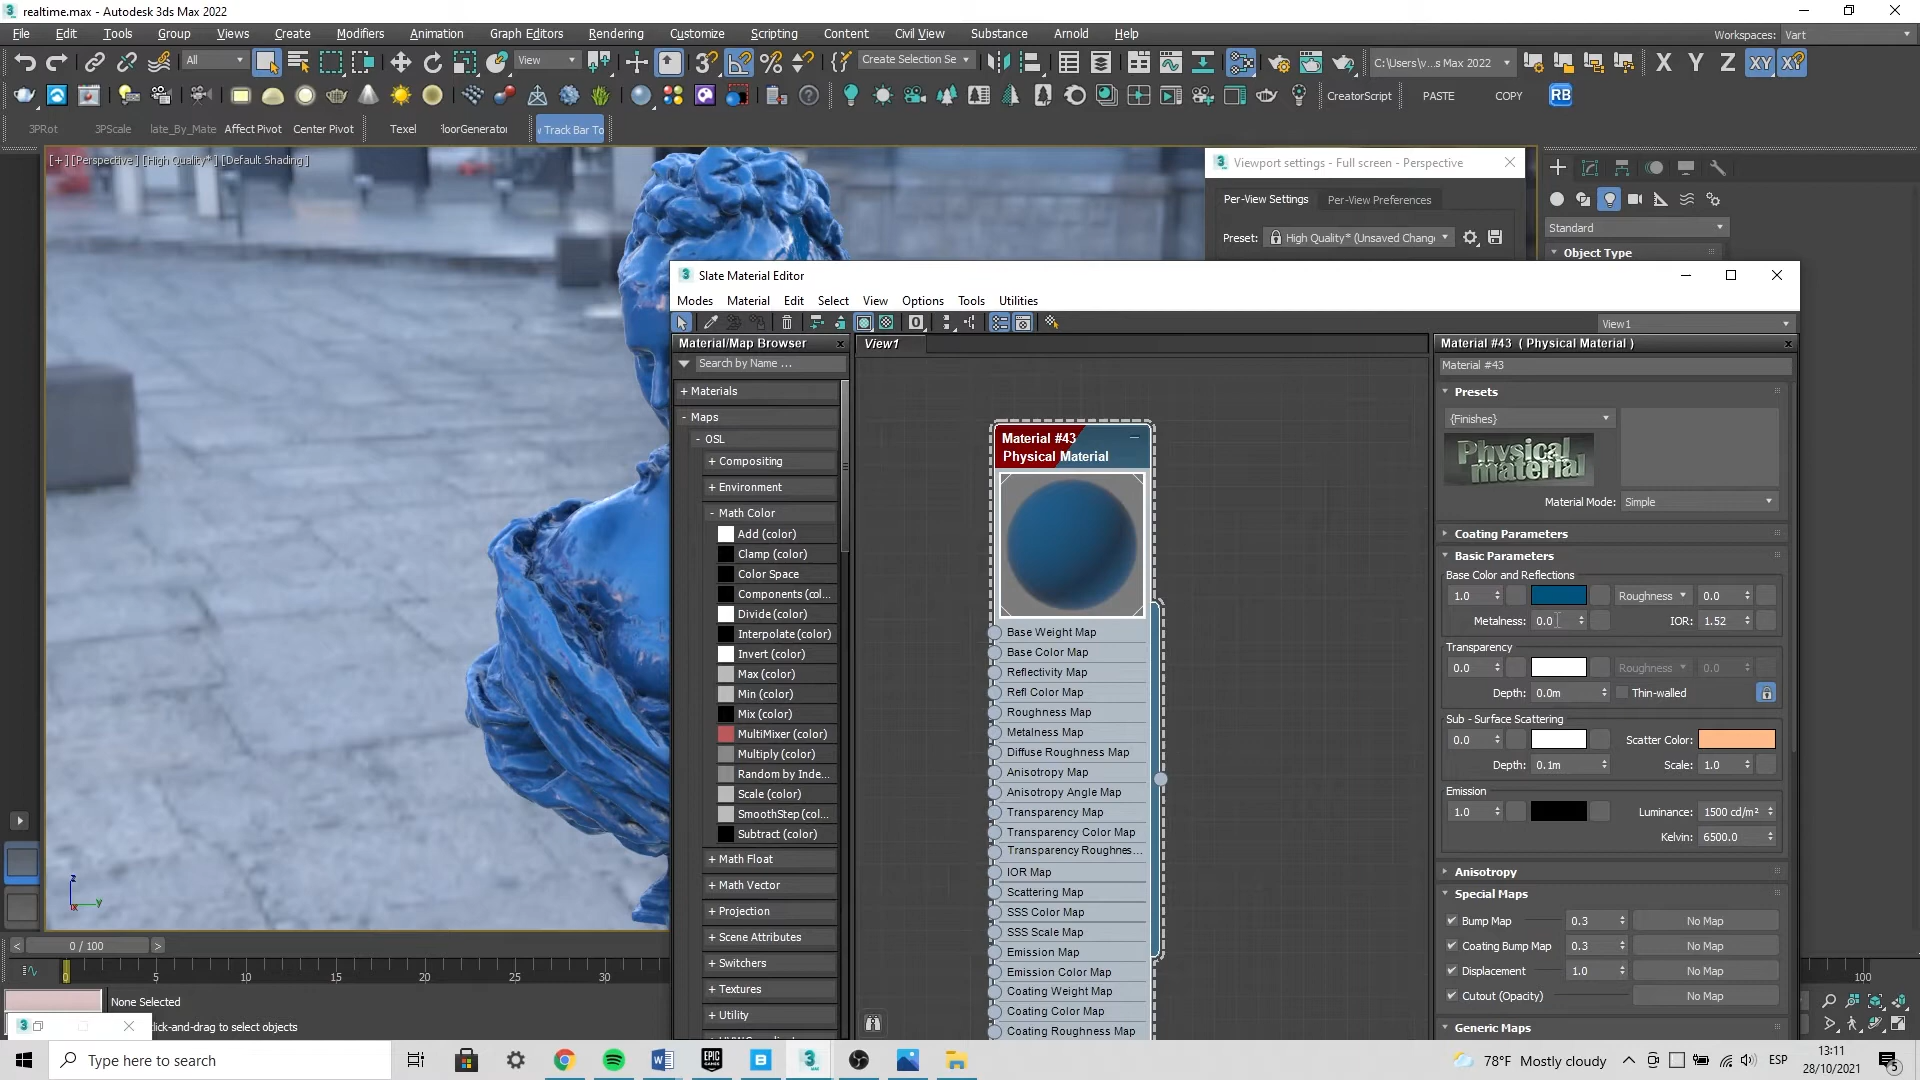 realtime.max - Autodesk 3ds Max 2022
File Edit Tools Group Views Create Modifiers Animation Graph Editors Rendering Customize Scripting Content Civil View Substance Arnold Help
Workspaces: Vart
All View Create Selection Se C:\Users\v...s Max 2022 X Y Z XY
CreatorScript PASTE COPY RB
3PRot 3PScale late_By_Mate Affect Pivot Center Pivot Texel loorGenerator v Track Bar To
[+] [Perspective] [High Quality*] [Default Shading]
Viewport settings - Full screen - Perspective
Per-View Settings Per-View Preferences
Preset: High Quality* (Unsaved Chang
Standard
Object Type
Slate Material Editor
Modes Material Edit Select View Options Tools Utilities
View1
Material/Map Browser
Search by Name ...
+ Materials
- Maps
- OSL
+ Compositing
+ Environment
- Math Color
Add (color)
Clamp (color)
Color Space
Components (col...
Divide (color)
Interpolate (color)
Invert (color)
Max (color)
Min (color)
Mix (color)
MultiMixer (color)
Multiply (color)
Random by Inde...
Scale (color)
SmoothStep (col...
Subtract (color)
+ Math Float
+ Math Vector
+ Projection
+ Scene Attributes
+ Switchers
+ Textures
+ Utility
View1
Material #43
Physical Material
Base Weight Map
Base Color Map
Reflectivity Map
Refl Color Map
Roughness Map
Metalness Map
Diffuse Roughness Map
Anisotropy Map
Anisotropy Angle Map
Transparency Map
Transparency Color Map
Transparency Roughnes...
IOR Map
Scattering Map
SSS Color Map
SSS Scale Map
Emission Map
Emission Color Map
Coating Weight Map
Coating Color Map
Coating Roughness Map
Material #43 ( Physical Material )
Material #43
Presets
{Finishes}
Physical material
Material Mode: Simple
Coating Parameters
Basic Parameters
Base Color and Reflections
1.0 Roughness 0.0
Metalness: 0.0 IOR: 1.52
Transparency
0.0 Roughness 0.0
Depth: 0.0m Thin-walled
Sub - Surface Scattering
0.0 Scatter Color:
Depth: 0.1m Scale: 1.0
Emission
1.0 Luminance: 1500 cd/m²
Kelvin: 6500.0
Anisotropy
Special Maps
Bump Map 0.3 No Map
Coating Bump Map 0.3 No Map
Displacement 1.0 No Map
Cutout (Opacity) No Map
Generic Maps
z
x y
0 / 100
0 5 10 15 20 25 30 100
None Selected
click-and-drag to select objects
Type here to search
78°F Mostly cloudy ESP
13:11
28/10/2021
5